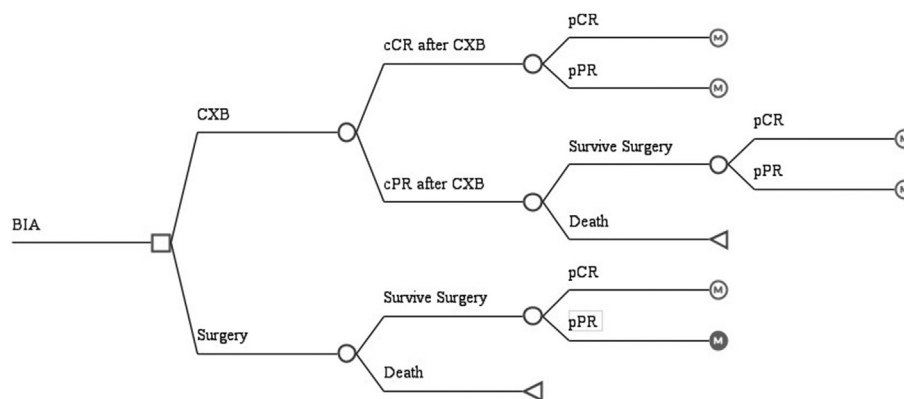 pCR
cCR after CXB
M
pPR
M
CXB
pCR
M
Survive Surgery
pPR
cPR after CXB
M
BIA
Death
pCR
M
Survive Surgery
pPR
M
Surgery
Death